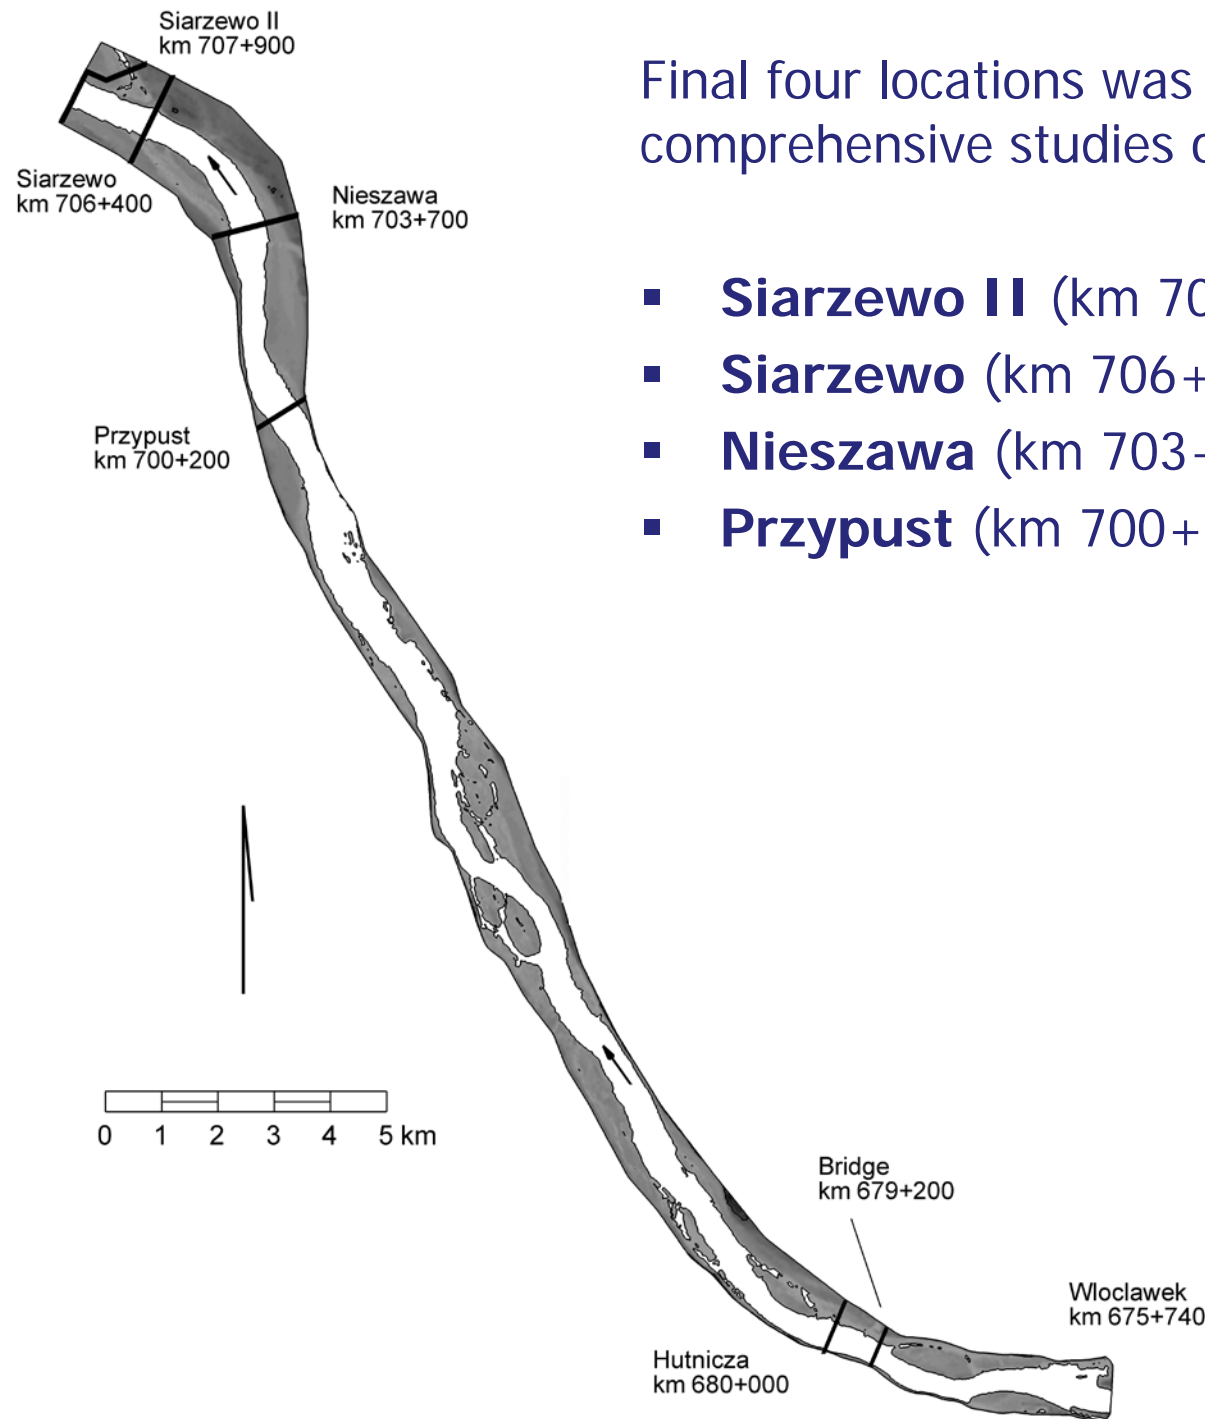 Siarzewo II
km 707+900
Final four locations was
comprehensive studies
Siarzewo
km 706+400
Nieszawa
km 703+700
▪ Siarzewo II (km 70
▪ Siarzewo (km 706+
▪ Nieszawa (km 703
▪ Przypust (km 700+
Przypust
km 700+200
0 1 2 3 4 5 km
Bridge
km 679+200
Wloclawek
km 675+740
Hutnicza
km 680+000